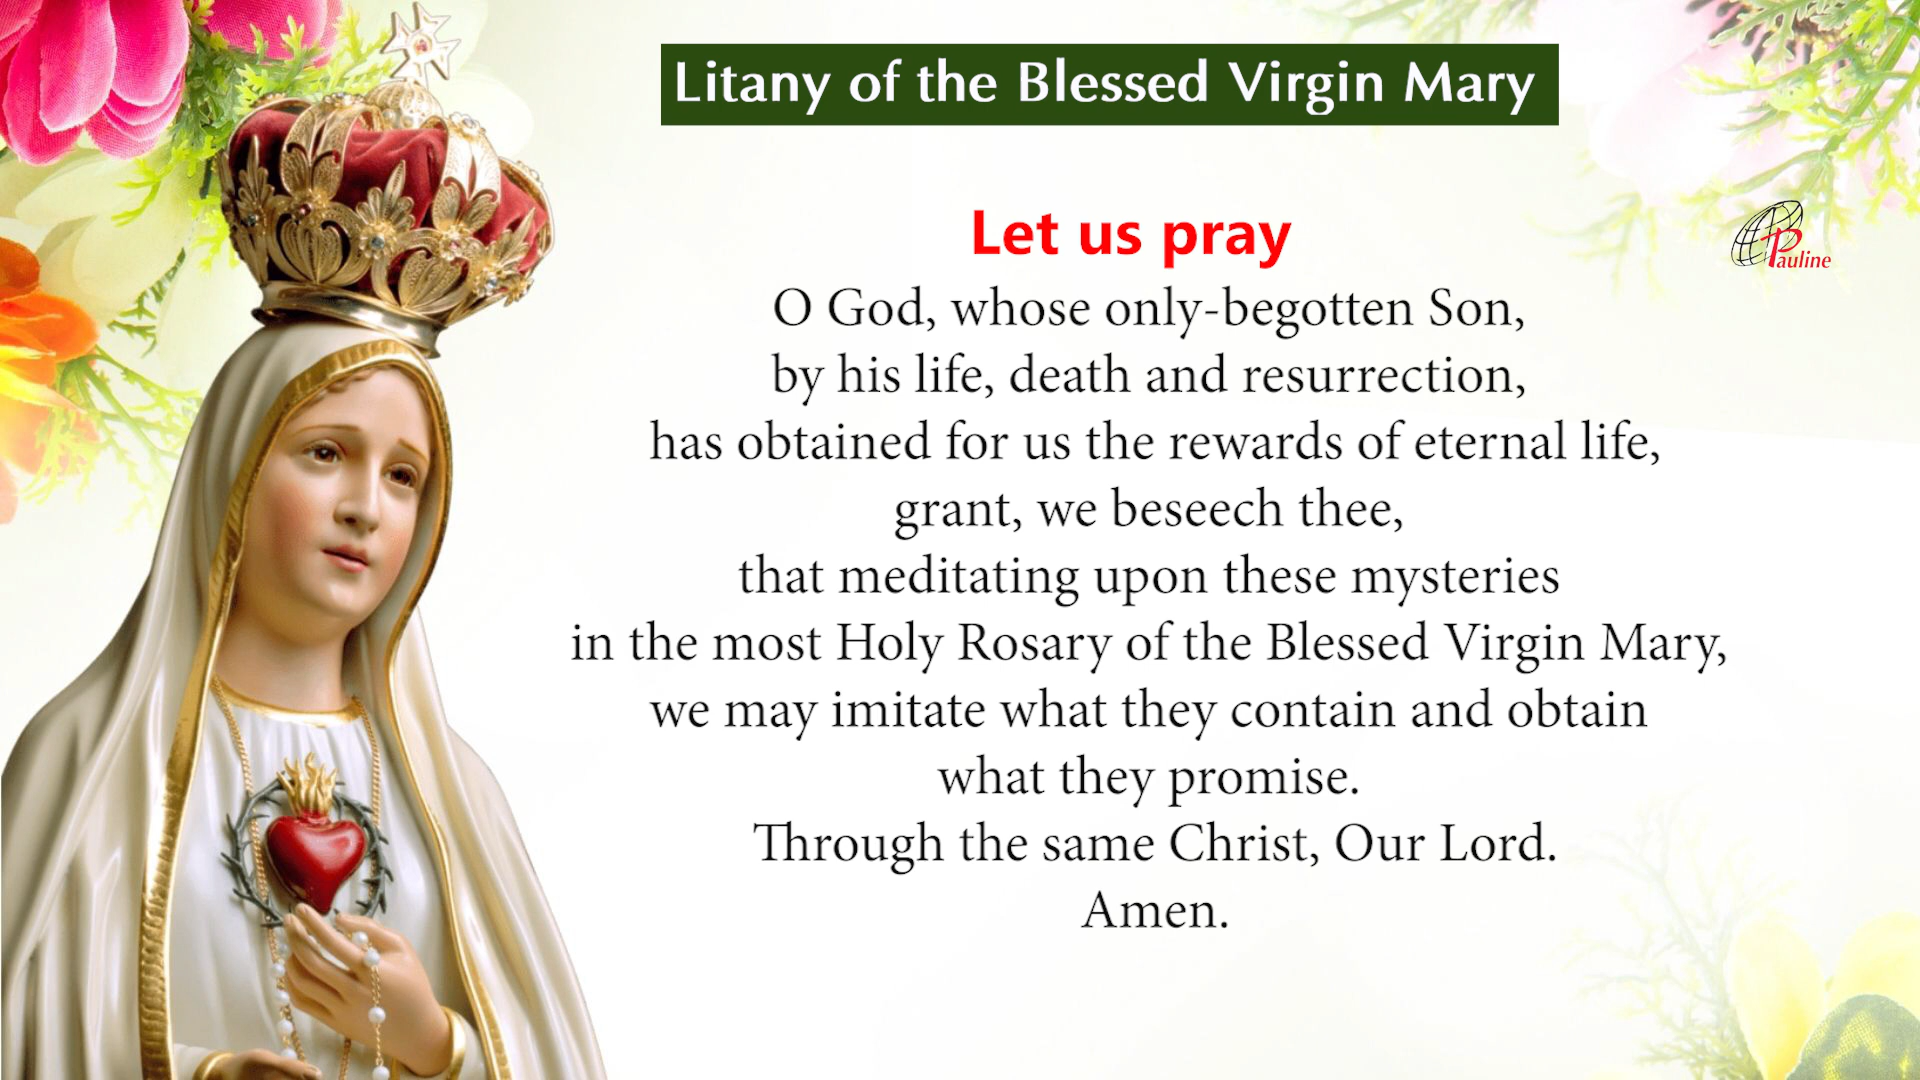 Litany of the Blessed Virgin Mary
Let us pray
Pauline
O God, whose only-begotten Son,
by his life, death and resurrection,
has obtained for us the rewards of eternal life,
grant, we beseech thee,
that meditating upon these mysteries
in the most Holy Rosary of the Blessed Virgin Mary,
we may imitate what they contain and obtain
what they promise.
Through the same Christ, Our Lord.
Amen.